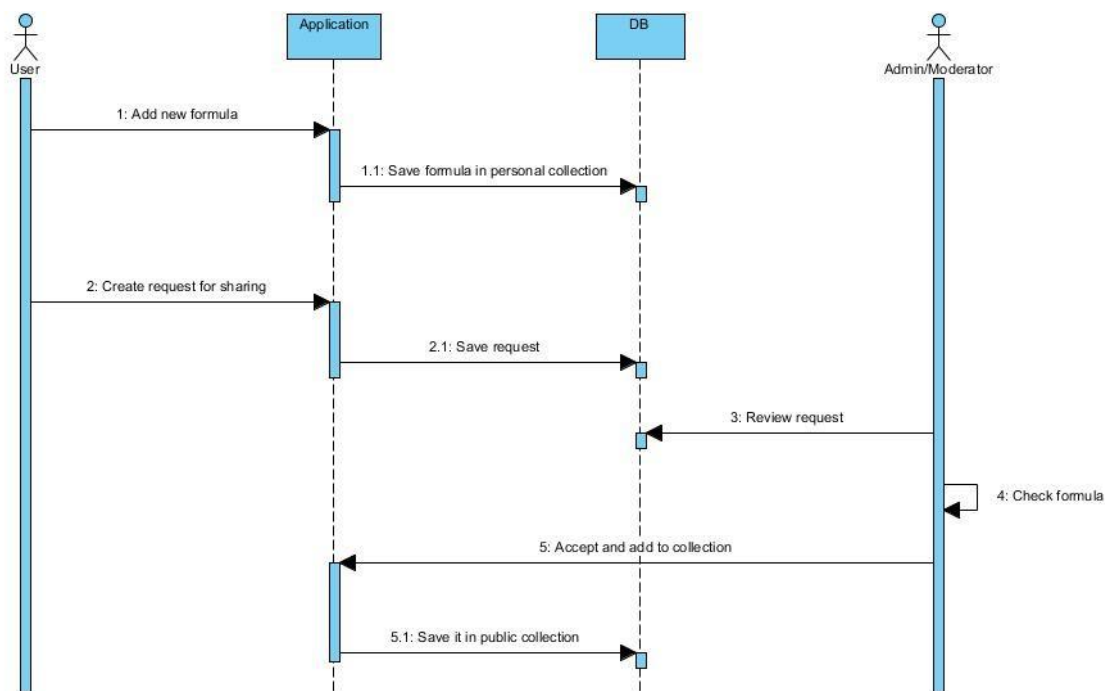 Application
DB
User
Admin/Moderator
1: Add new formula
1.1: Save formula in personal collection
2: Create request for sharing
2.1: Save request
3: Review request
4: Check formula
5: Accept and add to collection
5.1: Save it in public collection